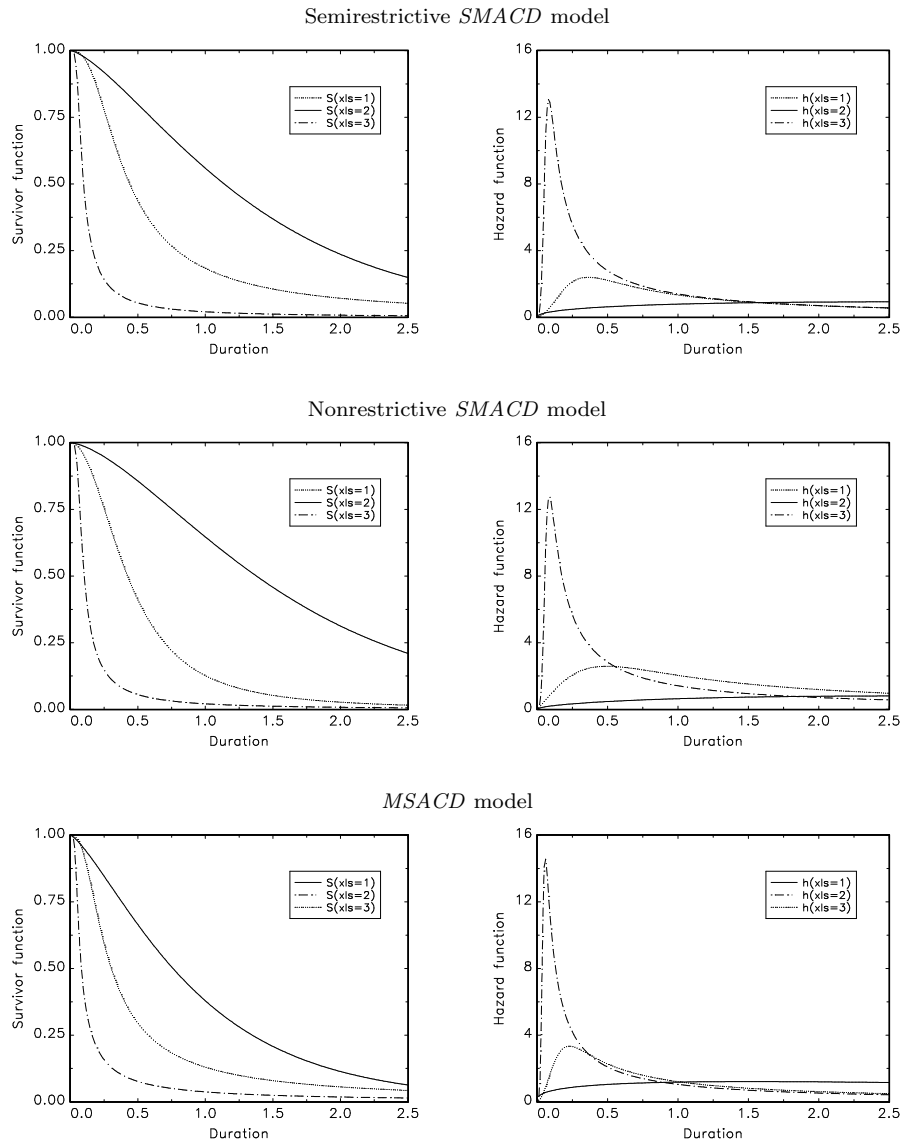 Semirestrictive SMACD model
Survivor function
1.00
0.75
0.50
0.25
0.00
S(x|s=1)
S(x|s=2)
S(x|s=3)
0.0 0.5 1.0 1.5 2.0 2.5
Duration
Hazard function
16
12
8
4
0
h(x|s=1)
h(x|s=2)
h(x|s=3)
0.0 0.5 1.0 1.5 2.0 2.5
Duration
Nonrestrictive SMACD model
Survivor function
1.00
0.75
0.50
0.25
0.00
S(x|s=1)
S(x|s=2)
S(x|s=3)
0.0 0.5 1.0 1.5 2.0 2.5
Duration
Hazard function
16
12
8
4
0
h(x|s=1)
h(x|s=2)
h(x|s=3)
0.0 0.5 1.0 1.5 2.0 2.5
Duration
MSACD model
Survivor function
1.00
0.75
0.50
0.25
0.00
S(x|s=1)
S(x|s=2)
S(x|s=3)
0.0 0.5 1.0 1.5 2.0 2.5
Duration
Hazard function
16
12
8
4
0
h(x|s=1)
h(x|s=2)
h(x|s=3)
0.0 0.5 1.0 1.5 2.0 2.5
Duration